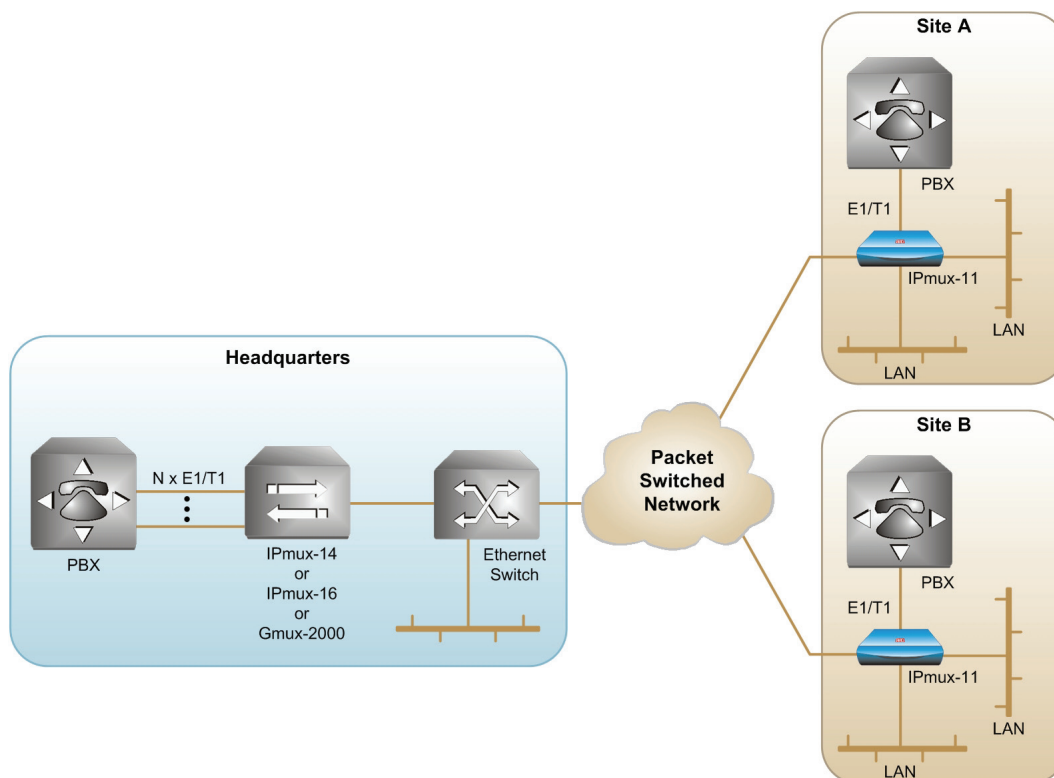 Headquarters
PBX
N x E1/T1
IPmux-14
or
IPmux-16
or
Gmux-2000
Ethernet
Switch
Packet
Switched
Network
Site A
PBX
E1/T1
IPmux-11
LAN
LAN
Site B
PBX
E1/T1
IPmux-11
LAN
LAN